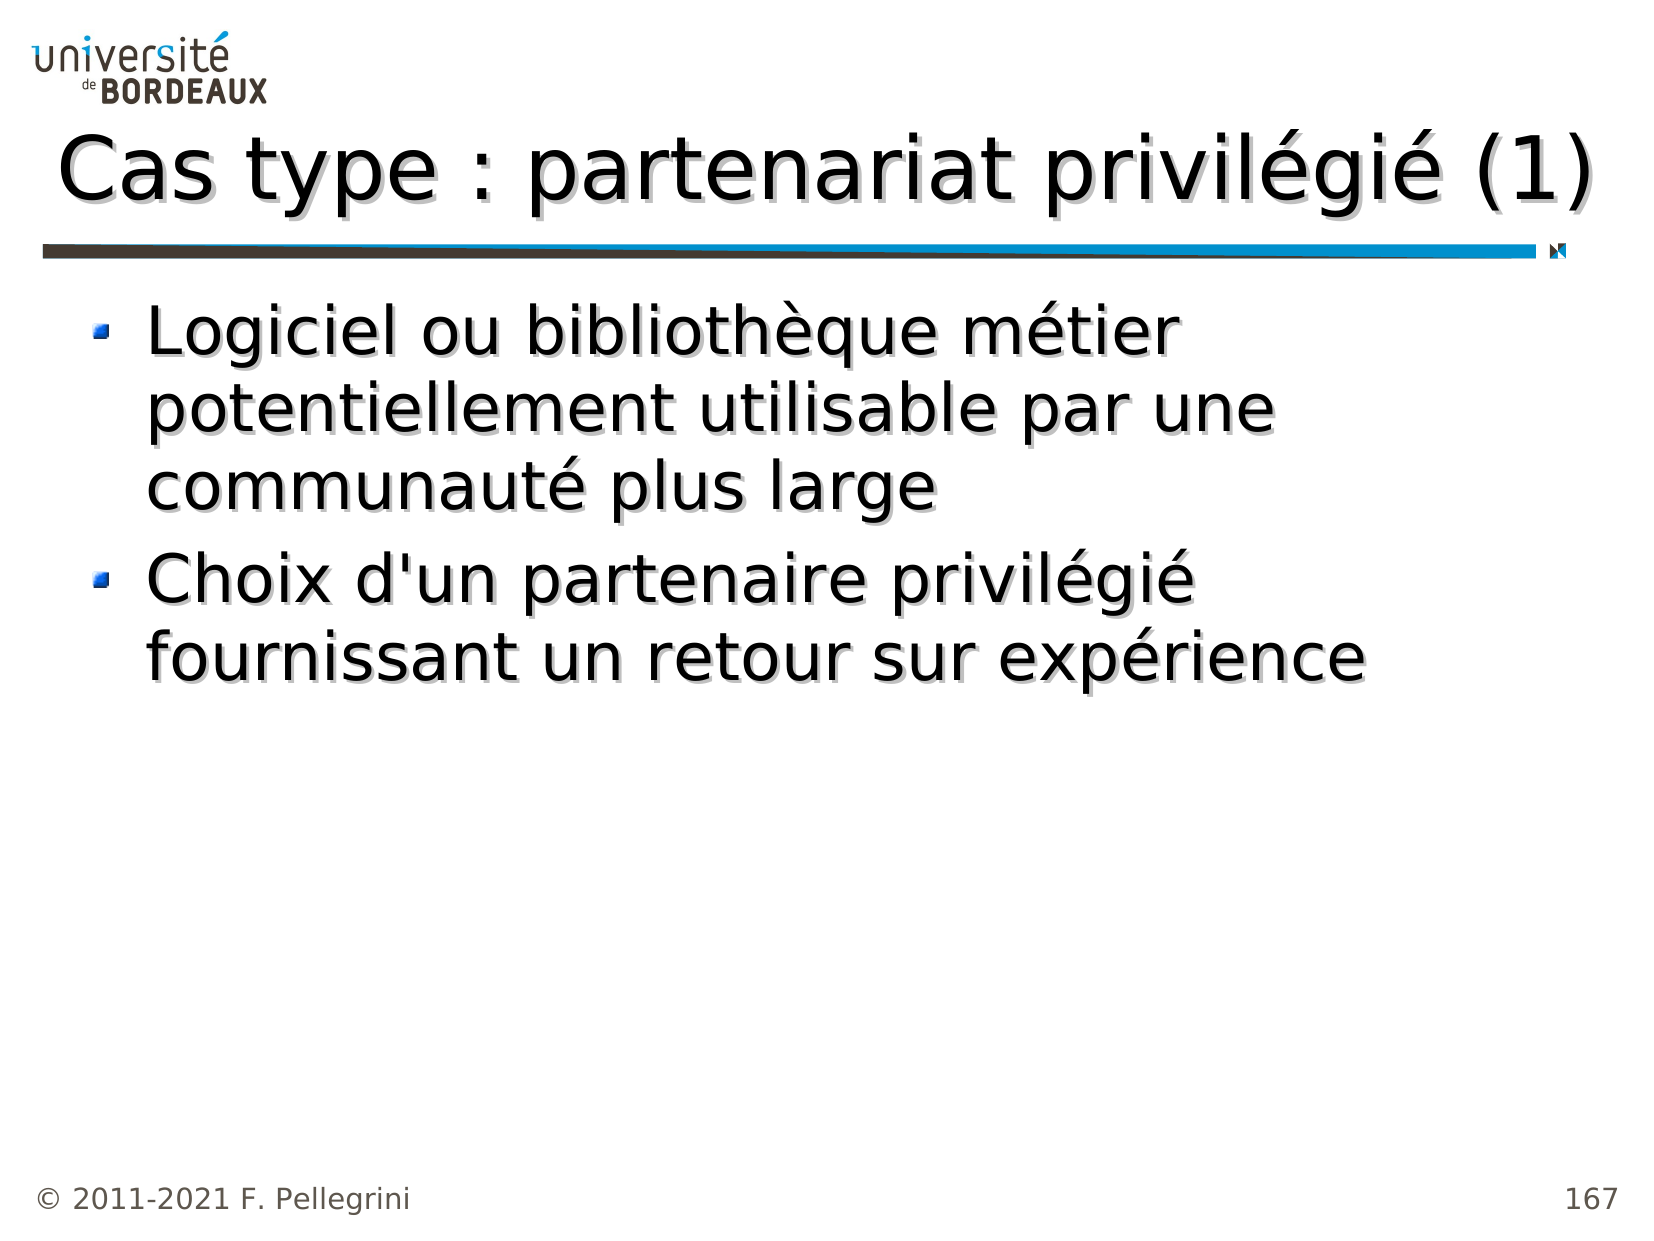 université
de BORDEAUX
Cas type : partenariat privilégié (1)
Logiciel ou bibliothèque métier
potentiellement utilisable par une
communauté plus large
Choix d'un partenaire privilégié
fournissant un retour sur expérience
© 2011-2021 F. Pellegrini
167